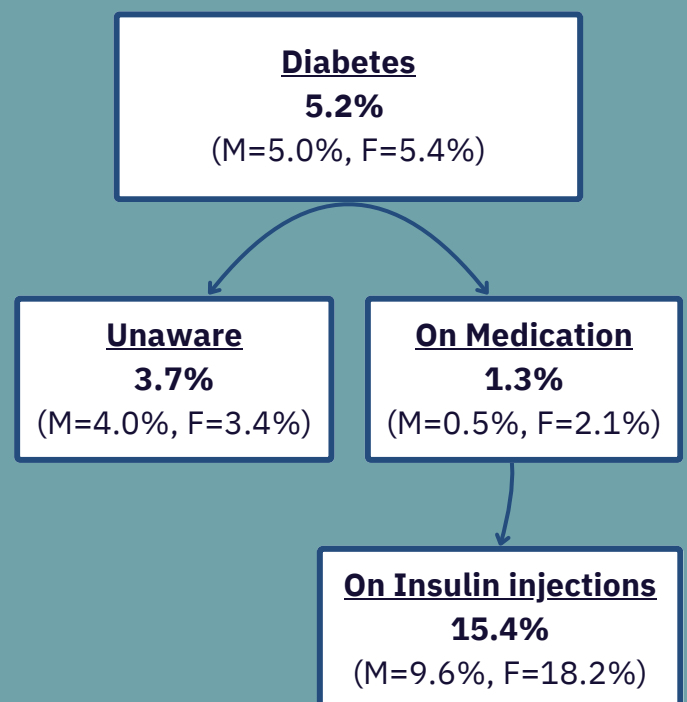 Diabetes
5.2%
(M=5.0%, F=5.4%)
Unaware
3.7%
(M=4.0%, F=3.4%)
On Medication
1.3%
(M=0.5%, F=2.1%)
On Insulin injections
15.4%
(M=9.6%, F=18.2%)